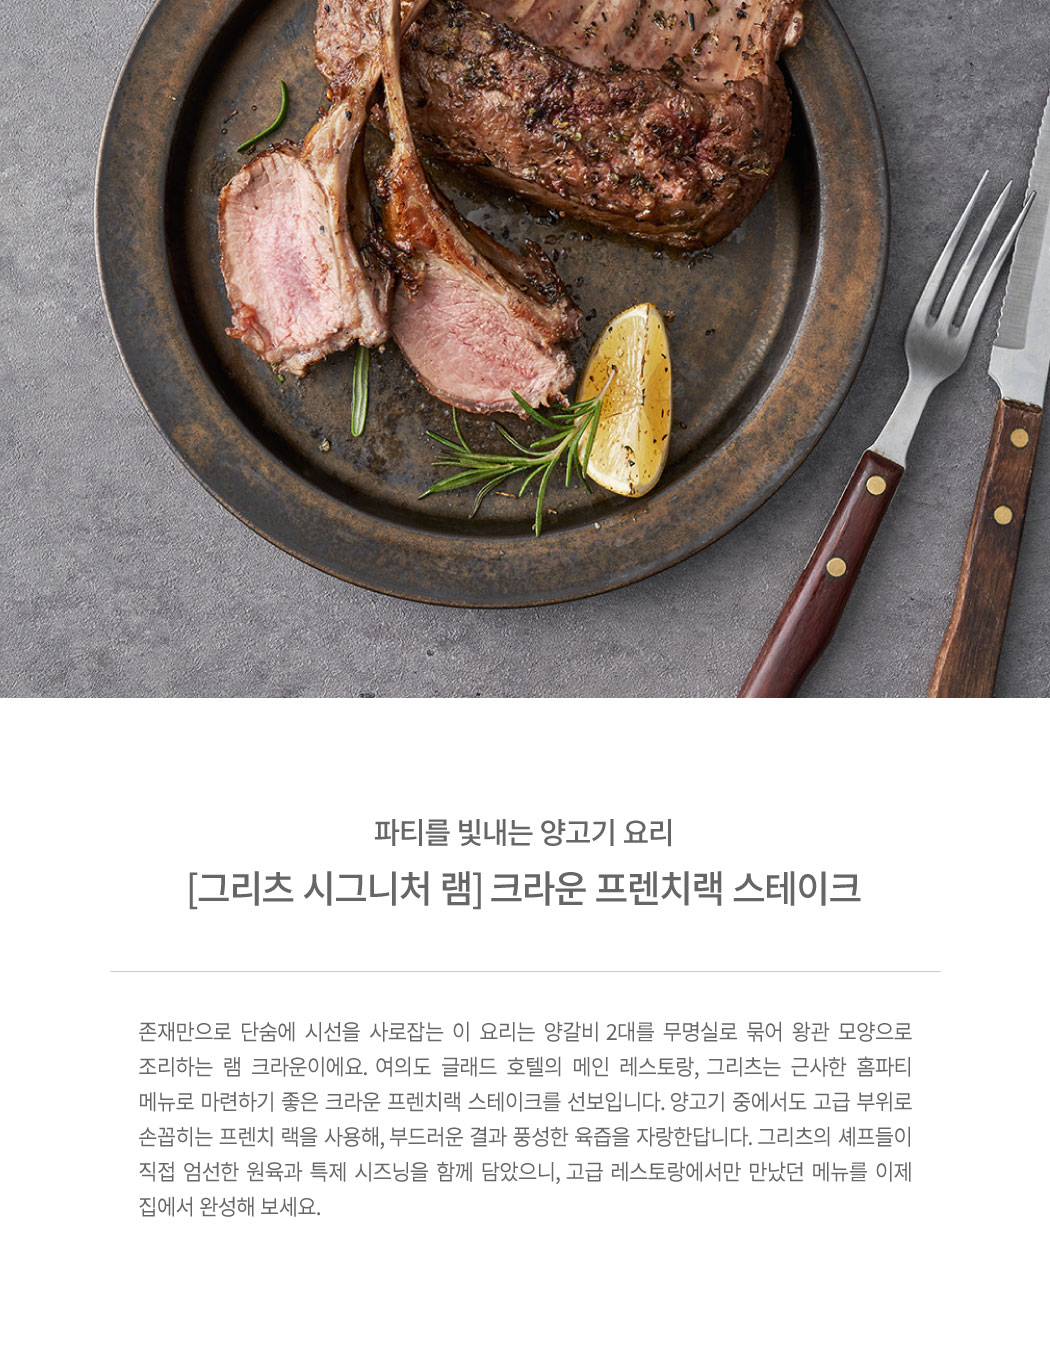 파티를 빛내는 양고기 요리
[그리츠 시그니처 램] 크라운 프렌치랙 스테이크
존재만으로 단숨에 시선을 사로잡는 이 요리는 양갈비 2대를 무명실로 묶어 왕관 모양으로
조리하는 램 크라운이에요. 여의도 글래드 호텔의 메인 레스토랑, 그리츠는 근사한 홈파티
메뉴로 마련하기 좋은 크라운 프렌치랙 스테이크를 선보입니다. 양고기 중에서도 고급 부위로
손꼽히는 프렌치 랙을 사용해, 부드러운 결과 풍성한 육즙을 자랑한답니다. 그리츠의 셰프들이
직접 엄선한 원육과 특제 시즈닝을 함께 담았으니, 고급 레스토랑에서만 만났던 메뉴를 이제
집에서 완성해 보세요.